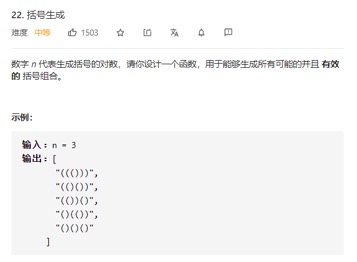 22. 括号生成
难度 中等 1503
数字 n 代表生成括号的对数，请你设计一个函数，用于能够生成所有可能的并且 有效
的 括号组合。
示例：
输入：n = 3
输出：[
"((()))",
"(()())",
"(())()",
"()(())",
"()()()"
]